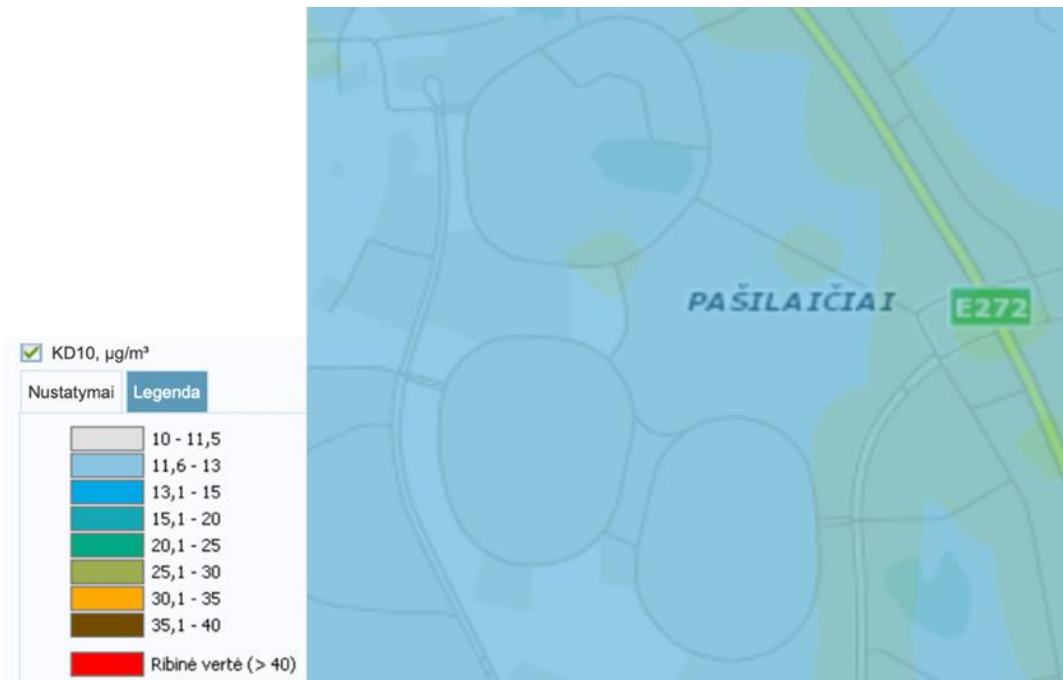 PAŠILAIČIAI
E272
KD10, µg/m³
Nustatymai
Legenda
10 - 11,5
11,6 - 13
13,1 - 15
15,1 - 20
20,1 - 25
25,1 - 30
30,1 - 35
35,1 - 40
Ribinė vertė (> 40)